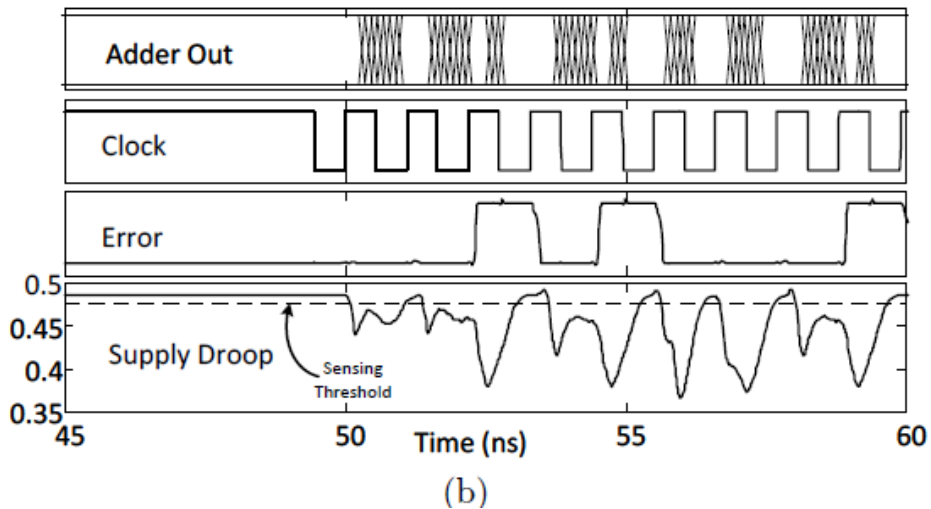 Adder Out
Clock
Error
0.5
0.45
Supply Droop
Sensing
Threshold
0.4
0.35
45 50 55 60
Time (ns)
(b)